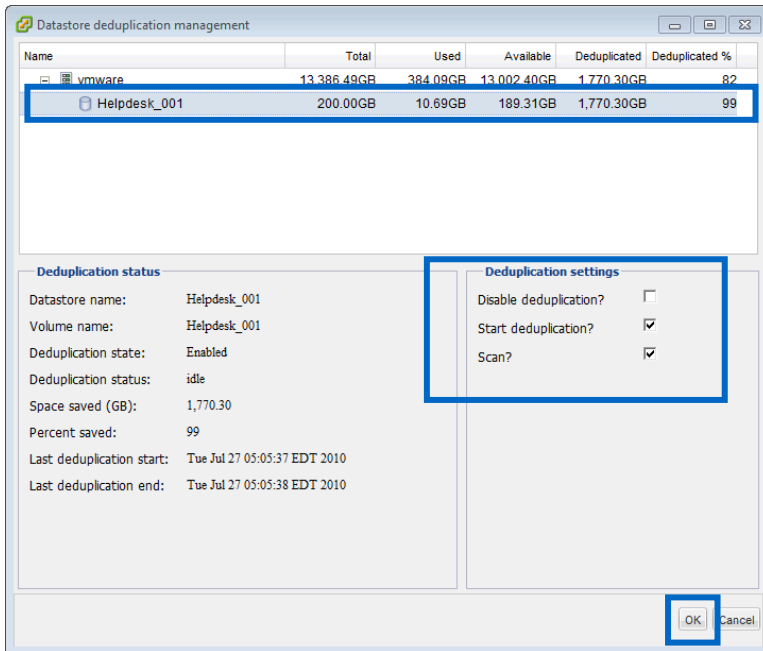 Datastore deduplication management
Name Total Used Available Deduplicated Deduplicated %
vmware 13,386.49GB 384.09GB 13,002.40GB 1,770.30GB 82
Helpdesk_001 200.00GB 10.69GB 189.31GB 1,770.30GB 99
Deduplication status
Datastore name: Helpdesk_001
Volume name: Helpdesk_001
Deduplication state: Enabled
Deduplication status: idle
Space saved (GB): 1,770.30
Percent saved: 99
Last deduplication start: Tue Jul 27 05:05:37 EDT 2010
Last deduplication end: Tue Jul 27 05:05:38 EDT 2010
Deduplication settings
Disable deduplication?
Start deduplication?
Scan?
OK Cancel